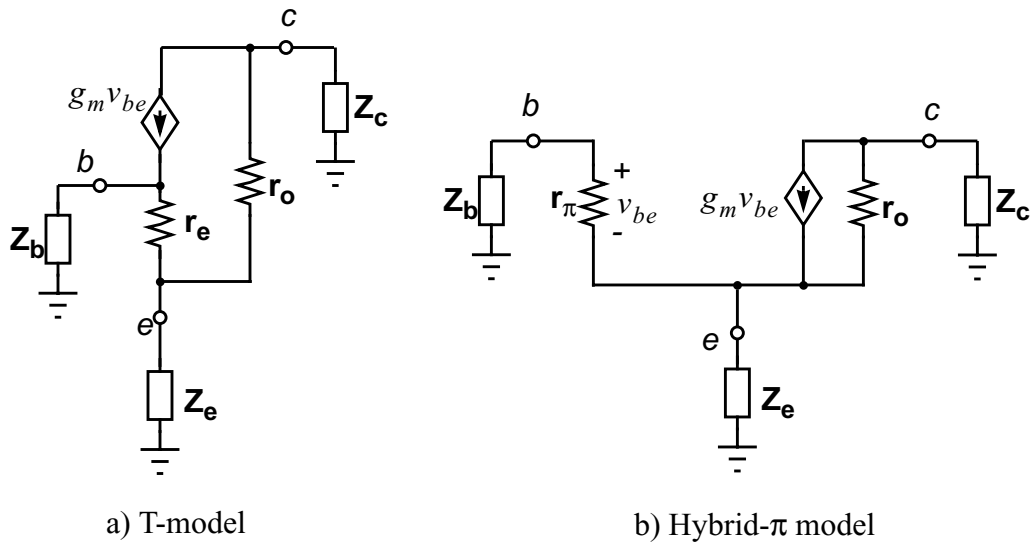 c
g_m v_be
Z_c
b
r_o
Z_b
r_e
e
Z_e
a) T-model
b
c
+
Z_b
r_π
v_be
g_m v_be
r_o
Z_c
-
e
Z_e
b) Hybrid-π model